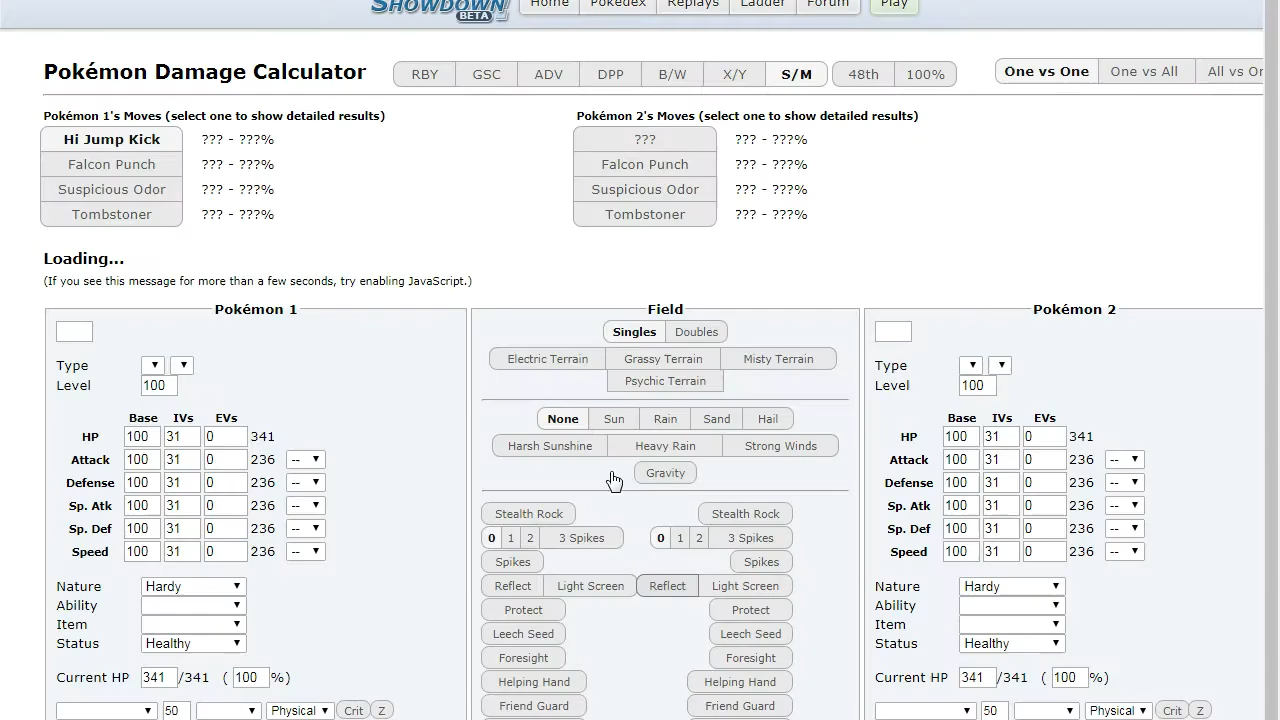 SHOWDOWN
BETA
Home Pokédex Replays Ladder Forum Play
Pokémon Damage Calculator RBY GSC ADV DPP B/W X/Y S/M 48th 100% One vs One One vs All All vs
Pokémon 1's Moves (select one to show detailed results) Pokémon 2's Moves (select one to show detailed results)
Hi Jump Kick ??? - ???% ??? ??? - ???%
Falcon Punch ??? - ???% Falcon Punch ??? - ???%
Suspicious Odor ??? - ???% Suspicious Odor ??? - ???%
Tombstoner ??? - ???% Tombstoner ??? - ???%
Loading...
(If you see this message for more than a few seconds, try enabling JavaScript.)
Pokémon 1 Field Pokémon 2
Singles Doubles
Type Electric Terrain Grassy Terrain Misty Terrain Type
Level 100 Psychic Terrain Level 100
Base IVs EVs None Sun Rain Sand Hail Base IVs EVs
HP 100 31 0 341 Harsh Sunshine Heavy Rain Strong Winds HP 100 31 0 341
Attack 100 31 0 236 -- Gravity Attack 100 31 0 236 --
Defense 100 31 0 236 -- Defense 100 31 0 236 --
Sp. Atk 100 31 0 236 -- Stealth Rock Stealth Rock Sp. Atk 100 31 0 236 --
Sp. Def 100 31 0 236 -- 0 1 2 3 Spikes 0 1 2 3 Spikes Sp. Def 100 31 0 236 --
Speed 100 31 0 236 -- Spikes Spikes Speed 100 31 0 236 --
Nature Hardy Reflect Light Screen Reflect Light Screen Nature Hardy
Ability Protect Protect Ability
Item Leech Seed Leech Seed Item
Status Healthy Foresight Foresight Status Healthy
Current HP 341 /341 ( 100 %) Helping Hand Helping Hand Current HP 341 /341 ( 100 %)
50 Physical Crit Z Friend Guard Friend Guard 50 Physical Crit Z